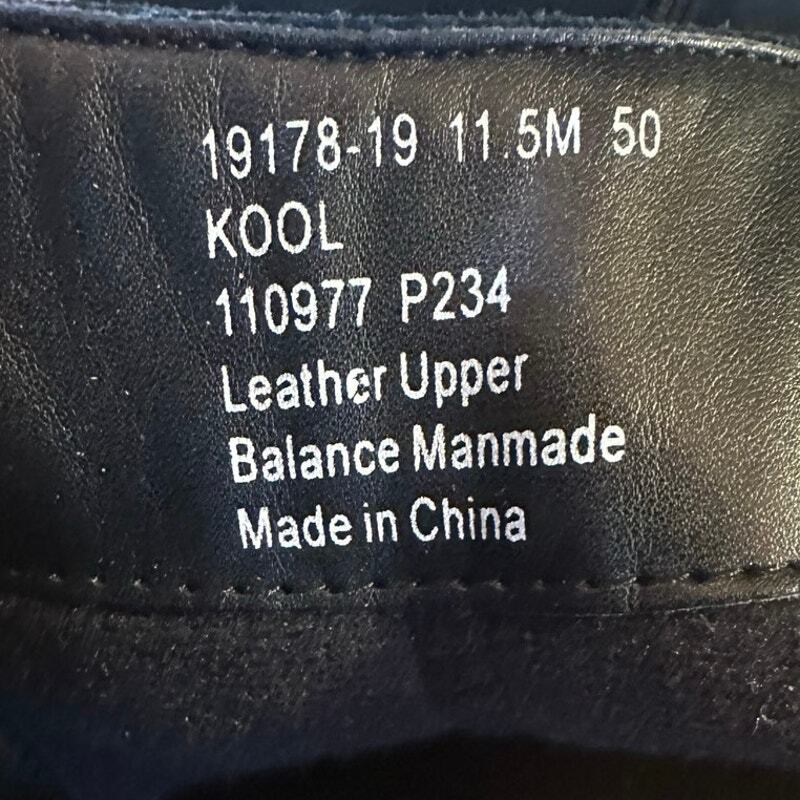 19178-19 11.5M 50
KOOL
110977 P234
Leather Upper
Balance Manmade
Made in China